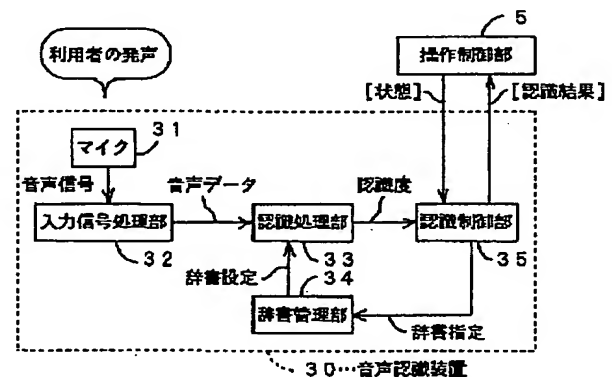 5
利用者の発声
操作制御部
[状態]
[認識結果]
31
マイク
音声信号
音声データ
認識度
入力信号処理部
認識処理部
認識制御部
32
33
35
辞書設定
34
辞書管理部
辞書指定
30…音声認識装置